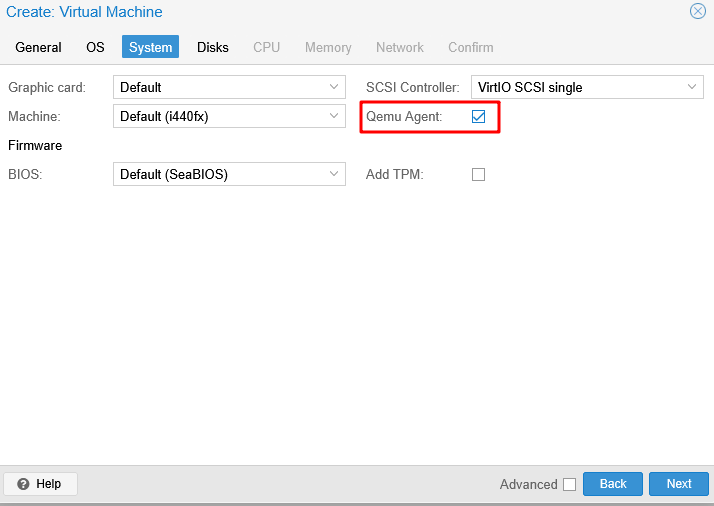 Create: Virtual Machine
General OS System Disks CPU Memory Network Confirm
Graphic card: Default SCSI Controller: VirtIO SCSI single
Machine: Default (i440fx) Qemu Agent:
Firmware
BIOS: Default (SeaBIOS) Add TPM:
? Help Advanced Back Next